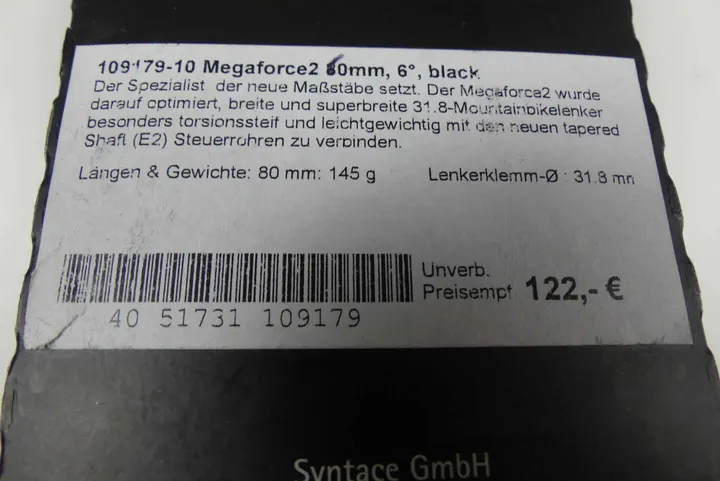 109179-10 Megaforce2 80mm, 6°, black
Der Spezialist der neue Maßstäbe setzt. Der Megaforce2 wurde
darauf optimiert, breite und superbreite 31.8-Mountainbikelenker
besonders torsionssteif und leichtgewichtig mit den neuen tapered
Shaft (E2) Steuerrohren zu verbinden.
Längen & Gewichte: 80 mm: 145 g Lenkerklemm-Ø : 31.8 mm
Unverb.
Preisempf 122,- €
40 51731 109179
Syntace GmbH